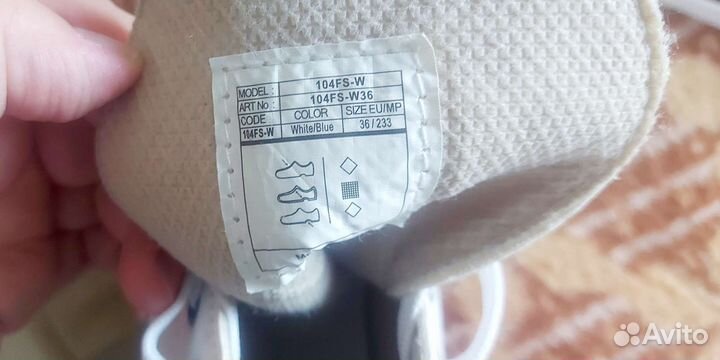 MODEL: 104FS-W
ART No : 104FS-W36
CODE COLOR SIZE EU/MP
104FS-W White/Blue 36 / 233
Avito